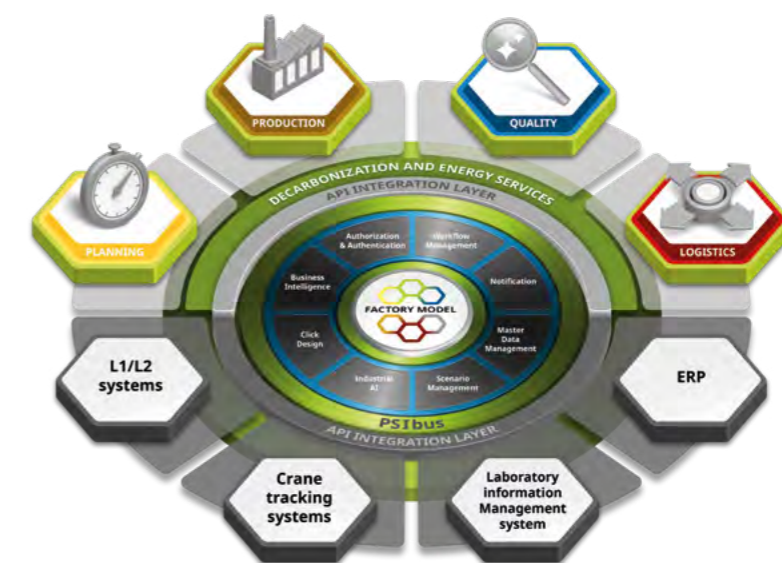 PRODUCTION
QUALITY
PLANNING
LOGISTICS
DECARBONIZATION AND ENERGY SERVICES
API INTEGRATION LAYER
Authorization
& Authentication
Workflow
Management
Business
Intelligence
Notification
FACTORY MODEL
Click
Design
Master
Data
Management
Industrial
AI
Scenario
Management
PSIbus
API INTEGRATION LAYER
L1/L2
systems
ERP
Crane
tracking
systems
Laboratory
information
Management
system